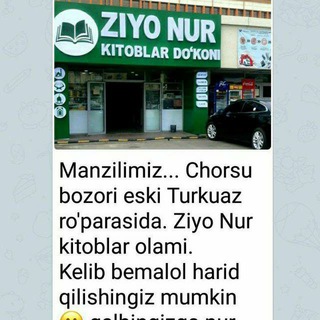 ZIYO NUR
KITOBLAR DO'KONI
Manzilimiz... Chorsu
bozori eski Turkuaz
ro'parasida. Ziyo Nur
kitoblar olami.
Kelib bemalol harid
qilishingiz mumkin